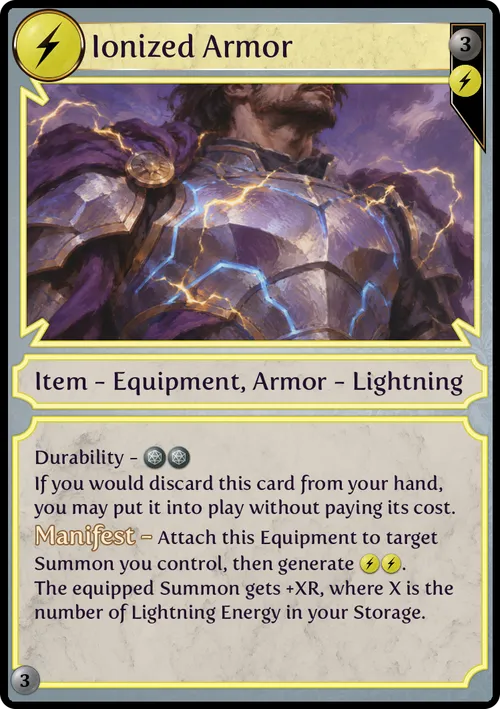 Ionized Armor
3
Item – Equipment, Armor – Lightning
Durability –
If you would discard this card from your hand,
you may put it into play without paying its cost.
Manifest – Attach this Equipment to target
Summon you control, then generate .
The equipped Summon gets +XR, where X is the
number of Lightning Energy in your Storage.
3